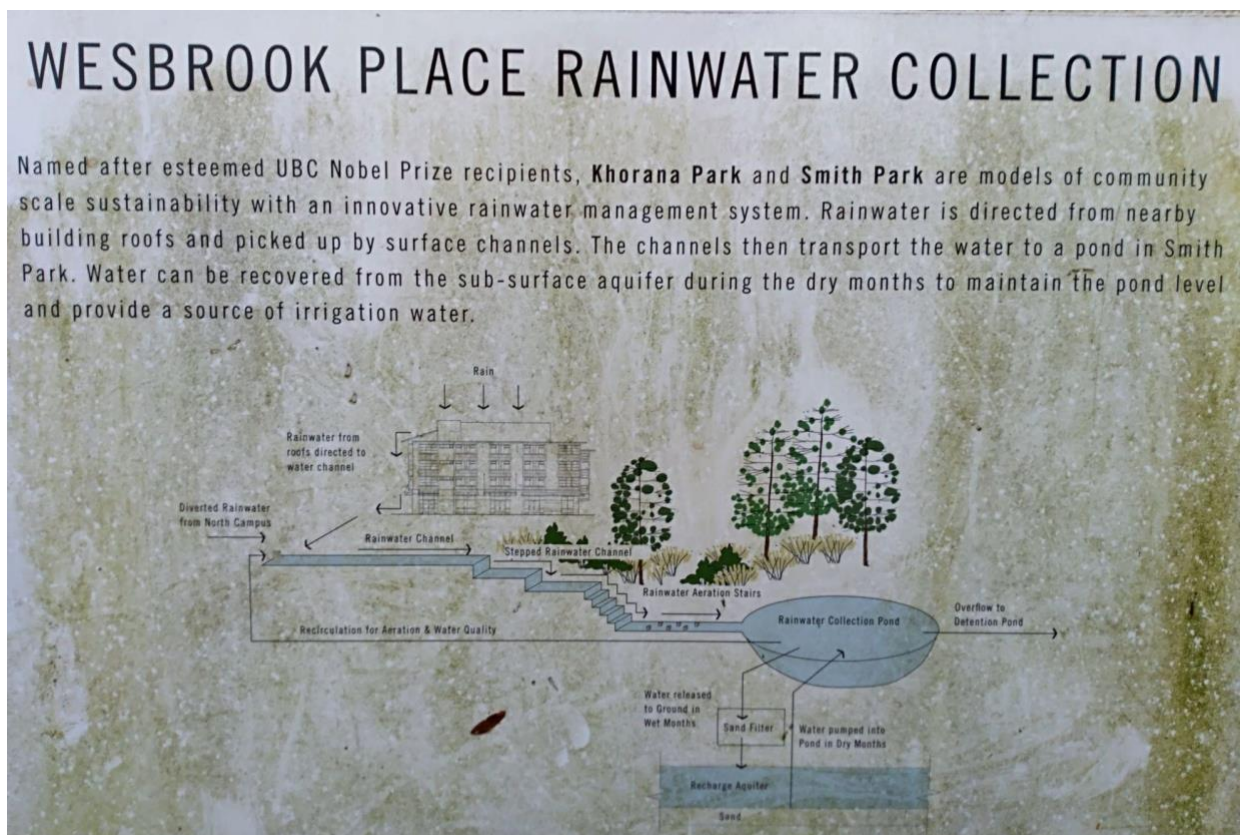 WESBROOK PLACE RAINWATER COLLECTION
Named after esteemed UBC Nobel Prize recipients, Khorana Park and Smith Park are models of community
scale sustainability with an innovative rainwater management system. Rainwater is directed from nearby
building roofs and picked up by surface channels. The channels then transport the water to a pond in Smith
Park. Water can be recovered from the sub-surface aquifer during the dry months to maintain the pond level
and provide a source of irrigation water.
Rain
Rainwater from
roofs directed to
water channel
Diverted Rainwater
from North Campus
Rainwater Channel
Stepped Rainwater Channel
Rainwater Aeration Stairs
Rainwater Collection Pond
Overflow to
Detention Pond
Recirculation for Aeration & Water Quality
Water released
to Ground in
Wet Months
Sand Filter
Water pumped into
Pond in Dry Months
Recharge Aquifer
Sand